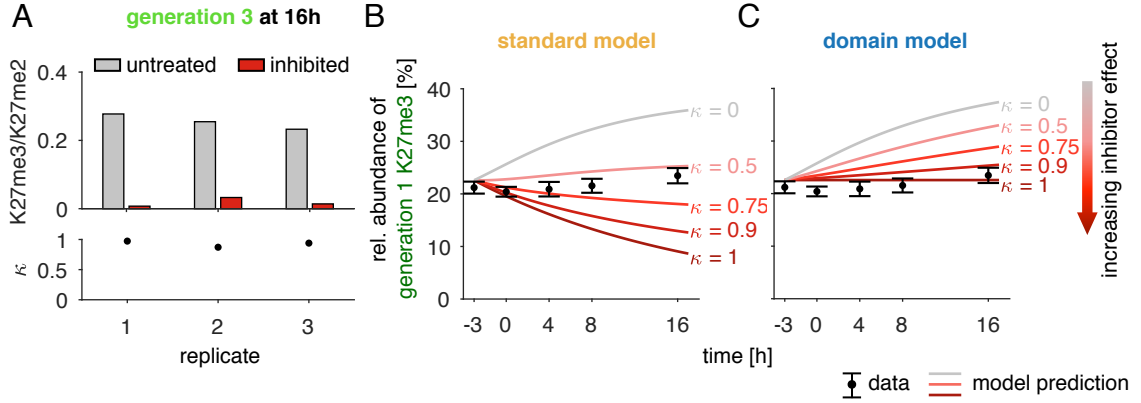 A
generation 3 at 16h
untreated
inhibited
K27me3/K27me2
0.4
0.2
0
κ
1
0.5
0
1
2
3
replicate
B
standard model
rel. abundance of
generation 1 K27me3 [%]
40
30
20
10
0
κ = 0
κ = 0.5
κ = 0.75
κ = 0.9
κ = 1
-3
0
4
8
16
time [h]
C
domain model
κ = 0
κ = 0.5
κ = 0.75
κ = 0.9
κ = 1
-3
0
4
8
16
increasing inhibitor effect
data
model prediction